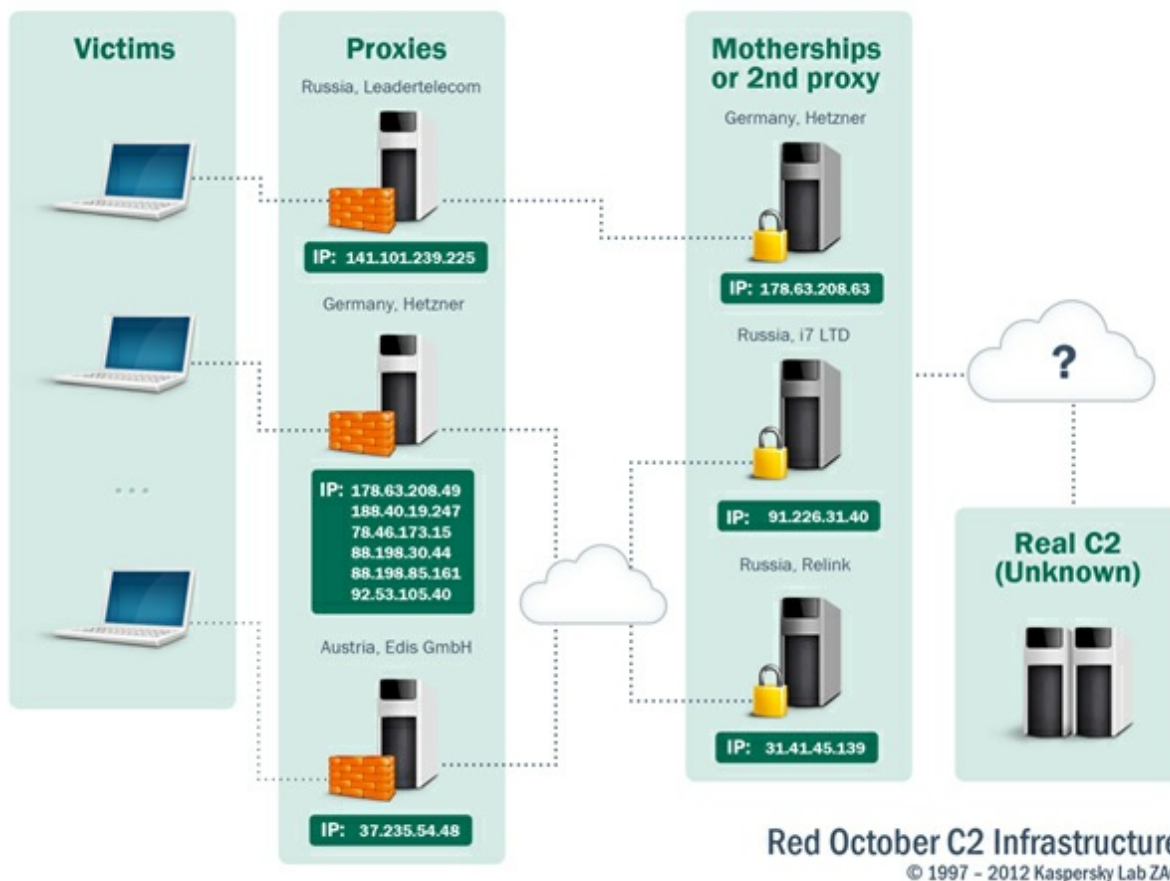 Victims
Proxies
Russia, Leadertelecom
IP: 141.101.239.225
Germany, Hetzner
IP: 178.63.208.49
188.40.19.247
78.46.173.15
88.198.30.44
88.198.85.161
92.53.105.40
Austria, Edis GmbH
IP: 37.235.54.48
Motherships
or 2nd proxy
Germany, Hetzner
IP: 178.63.208.63
Russia, i7 LTD
IP: 91.226.31.40
Russia, Relink
IP: 31.41.45.139
?
Real C2
(Unknown)
Red October C2 Infrastructure
© 1997 – 2012 Kaspersky Lab